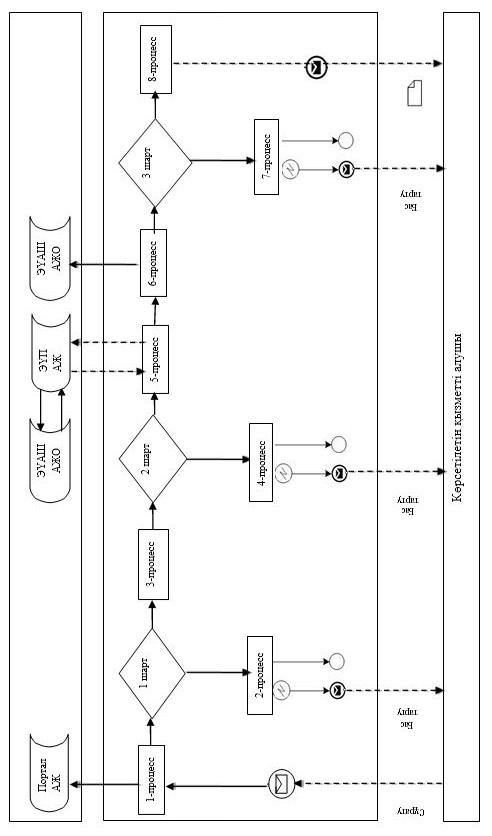 Портал
АЖ
ЭҮАШ
АЖО
ЭҮП
АЖ
ЭҮАШ
АЖО
1-процесс
1 шарт
3-процесс
2 шарт
5-процесс
6-процесс
3 шарт
8-процесс
2-процесс
4-процесс
7-процесс
Сұрату
Бас
тарту
Бас
тарту
Бас
тарту
Көрсетілетін қызметті алушы